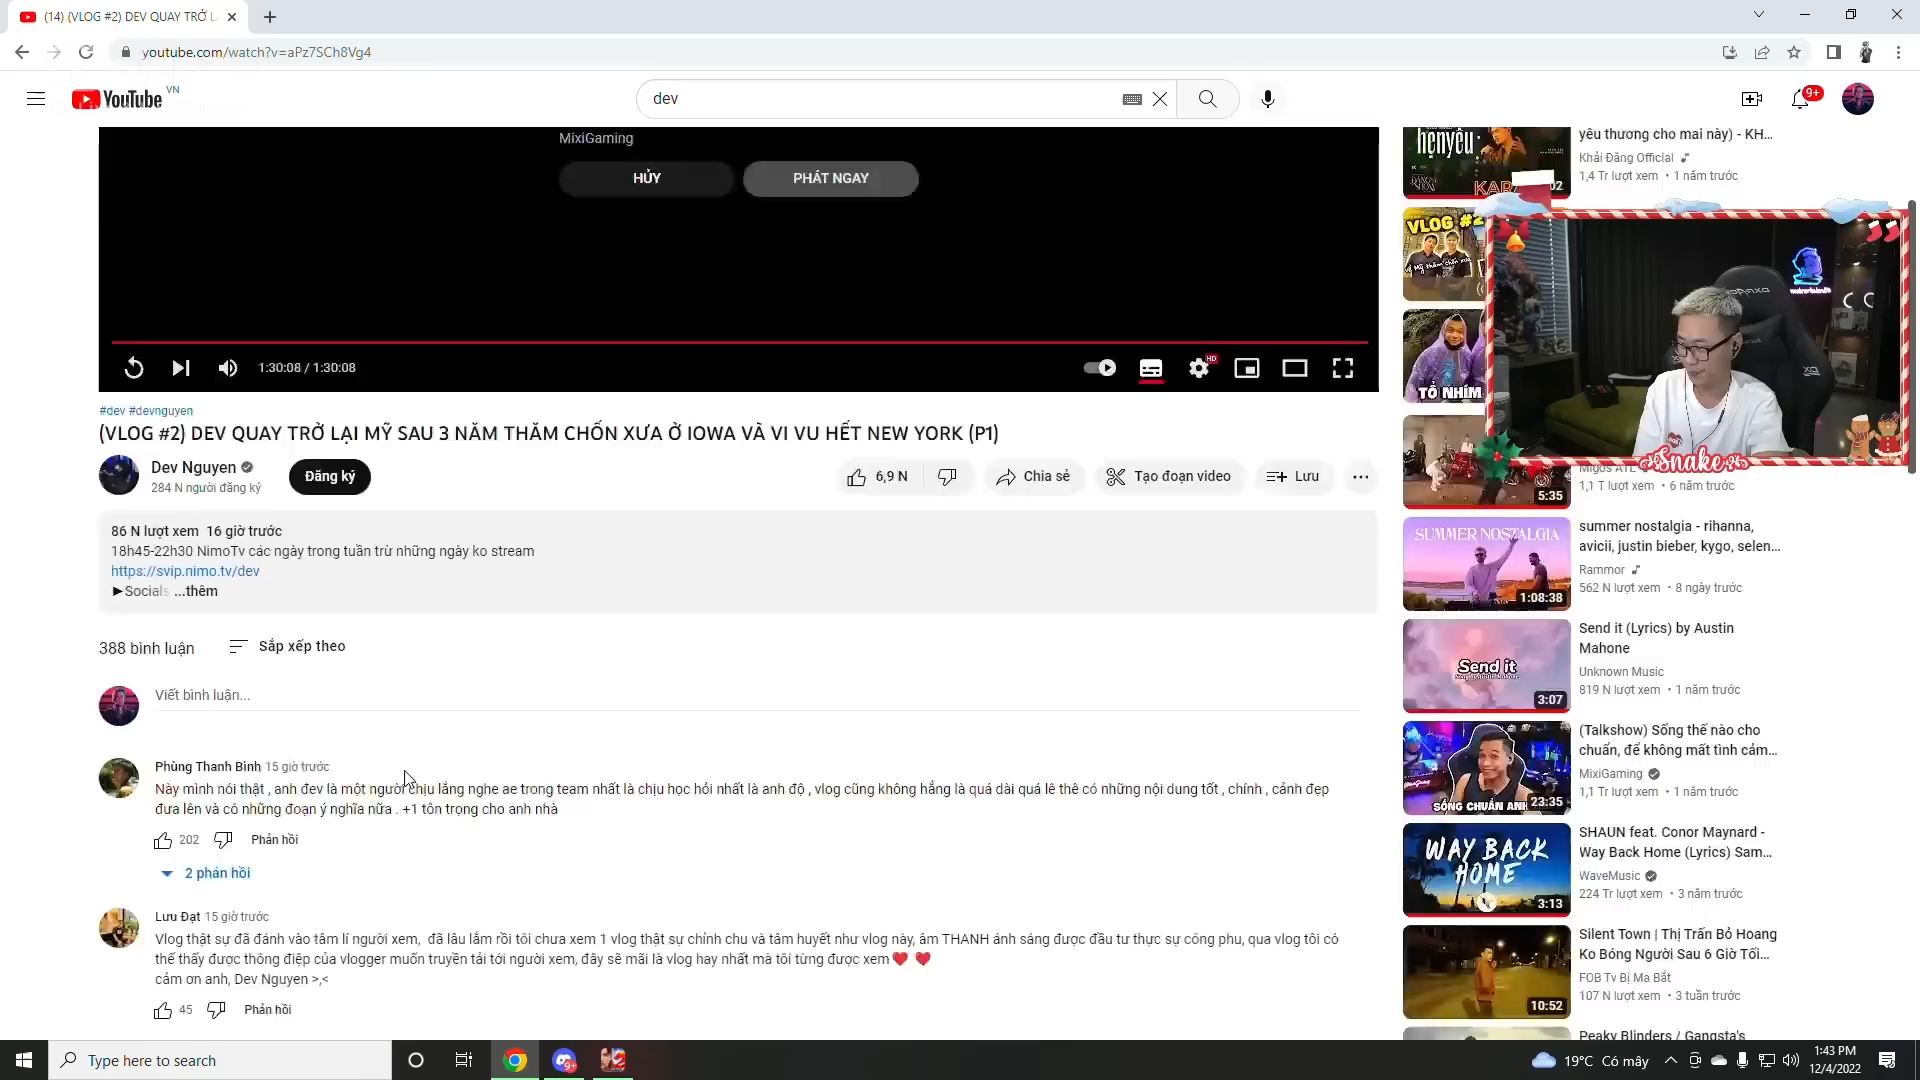 (14) (VLOG #2) DEV QUAY TRỞ L
youtube.com/watch?v=aPz7SCh8Vg4
YouTube VN
dev
9+
MixiGaming
HỦY
PHÁT NGAY
1:30:08 / 1:30:08
HD
#dev #devnguyen
(VLOG #2) DEV QUAY TRỞ LẠI MỸ SAU 3 NĂM THĂM CHỐN XƯA Ở IOWA VÀ VI VU HẾT NEW YORK (P1)
Dev Nguyen
284 N người đăng ký
Đăng ký
6,9 N
Chia sẻ
Tạo đoạn video
Lưu
86 N lượt xem 16 giờ trước
18h45-22h30 NimoTv các ngày trong tuần trừ những ngày ko stream
https://svip.nimo.tv/dev
►Socials ...thêm
388 bình luận
Sắp xếp theo
Viết bình luận...
Phùng Thanh Bình 15 giờ trước
Này mình nói thật , anh đev là một người chịu lắng nghe ae trong team nhất là chịu học hỏi nhất là anh độ , vlog cũng không hẳng là quá dài quá lê thê có những nội dung tốt , chính , cảnh đẹp
đưa lên và có những đoạn ý nghĩa nữa . +1 tôn trọng cho anh nhà
202
Phản hồi
2 phản hồi
Lưu Đạt 15 giờ trước
Vlog thật sự đã đánh vào tâm lí người xem, đã lâu lắm rồi tôi chưa xem 1 vlog thật sự chỉnh chu và tâm huyết như vlog này, âm THANH ánh sáng được đầu tư thực sự công phu, qua vlog tôi có
thể thấy được thông điệp của vlogger muốn truyền tải tới người xem, đây sẽ mãi là vlog hay nhất mà tôi từng được xem❤️ ❤️
cảm ơn anh, Dev Nguyen >,<
45
Phản hồi
yêu thương cho mai này) - KH...
Khải Đăng Official
1,4 Tr lượt xem • 1 năm trước
hẹnyêu
KARA
02
VLOG #2
về Mỹ thăm chốn xưa
TỔ NHÍM
Snake
Migos ATL
1,1 T lượt xem • 6 năm trước
5:35
SUMMER NOSTALGIA
1:08:38
summer nostalgia - rihanna,
avicii, justin bieber, kygo, selen...
Rammor
562 N lượt xem • 8 ngày trước
Send it
3:07
Send it (Lyrics) by Austin
Mahone
Unknown Music
819 N lượt xem • 1 năm trước
SỐNG CHUẨN ANH
23:35
(Talkshow) Sống thế nào cho
chuẩn, để không mất tình cảm...
MixiGaming
1,1 Tr lượt xem • 1 năm trước
WAY BACK
HOME
3:13
SHAUN feat. Conor Maynard -
Way Back Home (Lyrics) Sam...
WaveMusic
224 Tr lượt xem • 3 năm trước
10:52
Silent Town | Thị Trấn Bỏ Hoang
Ko Bóng Người Sau 6 Giờ Tối...
FOB Tv Bị Ma Bắt
107 N lượt xem • 3 tuần trước
Peaky Blinders / Gangsta's
Type here to search
9+
19°C Có mây
1:43 PM
12/4/2022